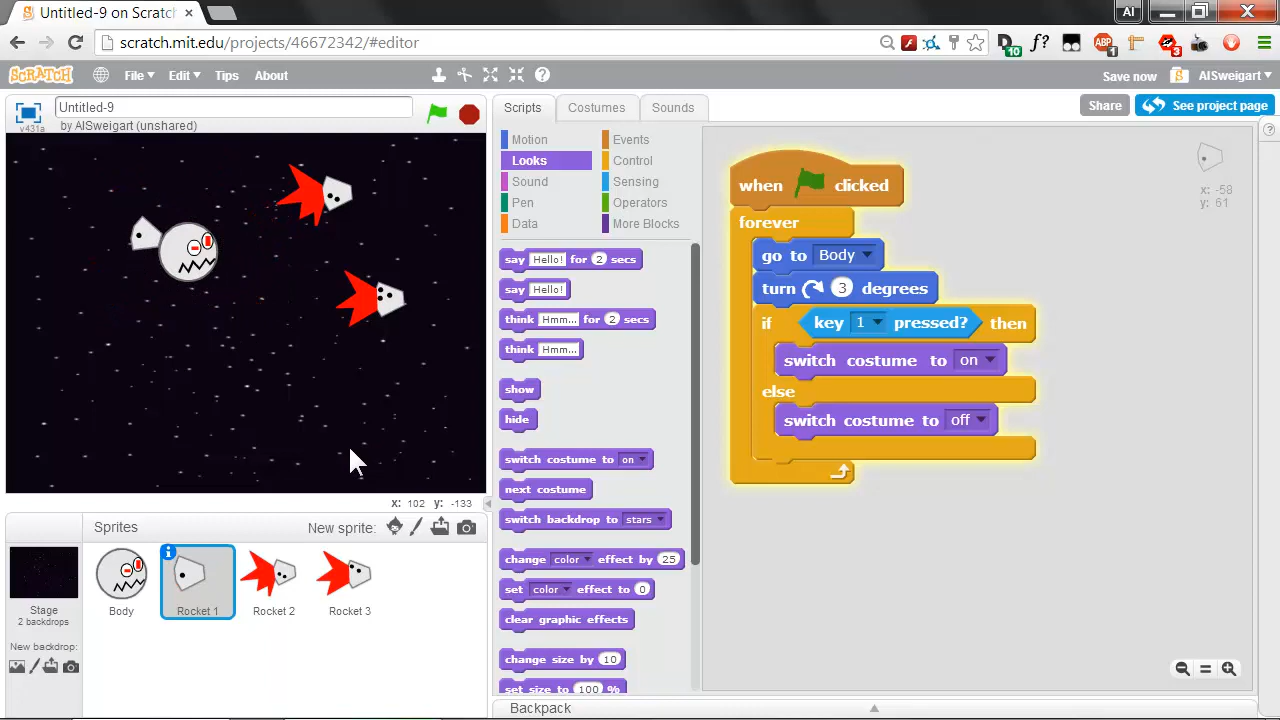 Untitled-9 on Scratch ×
AI
scratch.mit.edu/projects/46672342/#editor
10
ƒ?
ABP
1
3
SCRATCH
File
Edit
Tips
About
Save now
AlSweigart
Untitled-9
by AlSweigart (unshared)
v431a
Scripts
Costumes
Sounds
Share
See project page
Motion
Looks
Sound
Pen
Data
Events
Control
Sensing
Operators
More Blocks
say Hello! for 2 secs
say Hello!
think Hmm... for 2 secs
think Hmm...
show
hide
switch costume to on
next costume
switch backdrop to stars
change color effect by 25
set color effect to 0
clear graphic effects
change size by 10
set size to 100 %
when clicked
forever
go to Body
turn 3 degrees
if key 1 pressed? then
switch costume to on
else
switch costume to off
x: -58
y: 61
?
x: 102 y: -133
Sprites
New sprite:
Stage
2 backdrops
New backdrop:
Body
i
Rocket 1
Rocket 2
Rocket 3
Backpack